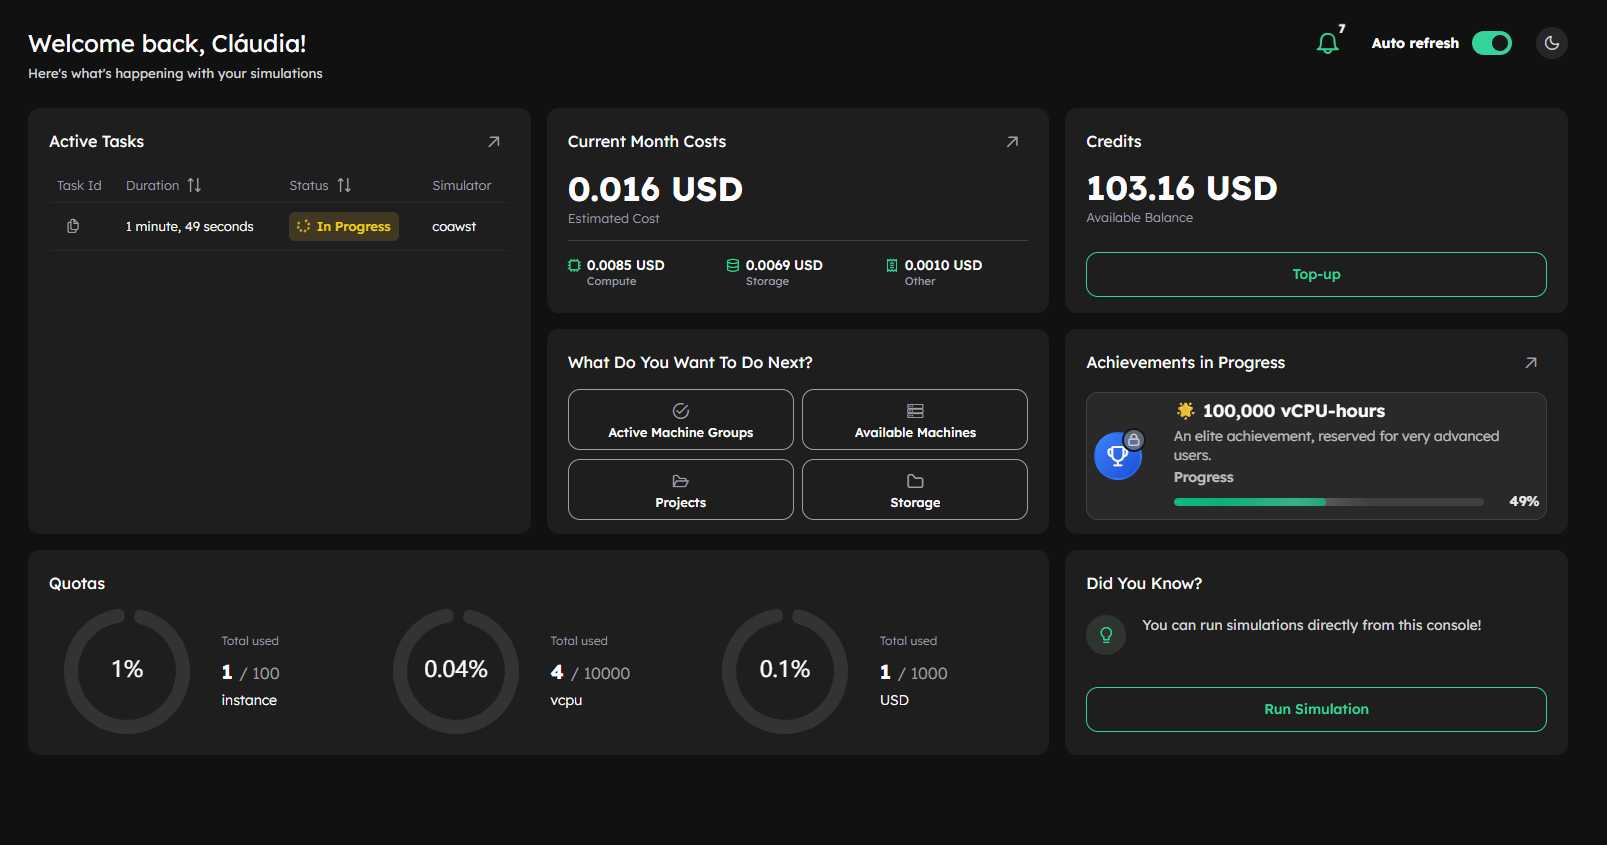 Welcome back, Cláudia!
Here's what's happening with your simulations
7
Auto refresh
Active Tasks
Task Id Duration Status Simulator
1 minute, 49 seconds In Progress coawst
Current Month Costs
0.016 USD
Estimated Cost
0.0085 USD 0.0069 USD 0.0010 USD
Compute Storage Other
Credits
103.16 USD
Available Balance
Top-up
What Do You Want To Do Next?
Active Machine Groups Available Machines
Projects Storage
Achievements in Progress
100,000 vCPU-hours
An elite achievement, reserved for very advanced
users.
Progress
49%
Quotas
1%
Total used
1 / 100
instance
0.04%
Total used
4 / 10000
vcpu
0.1%
Total used
1 / 1000
USD
Did You Know?
You can run simulations directly from this console!
Run Simulation